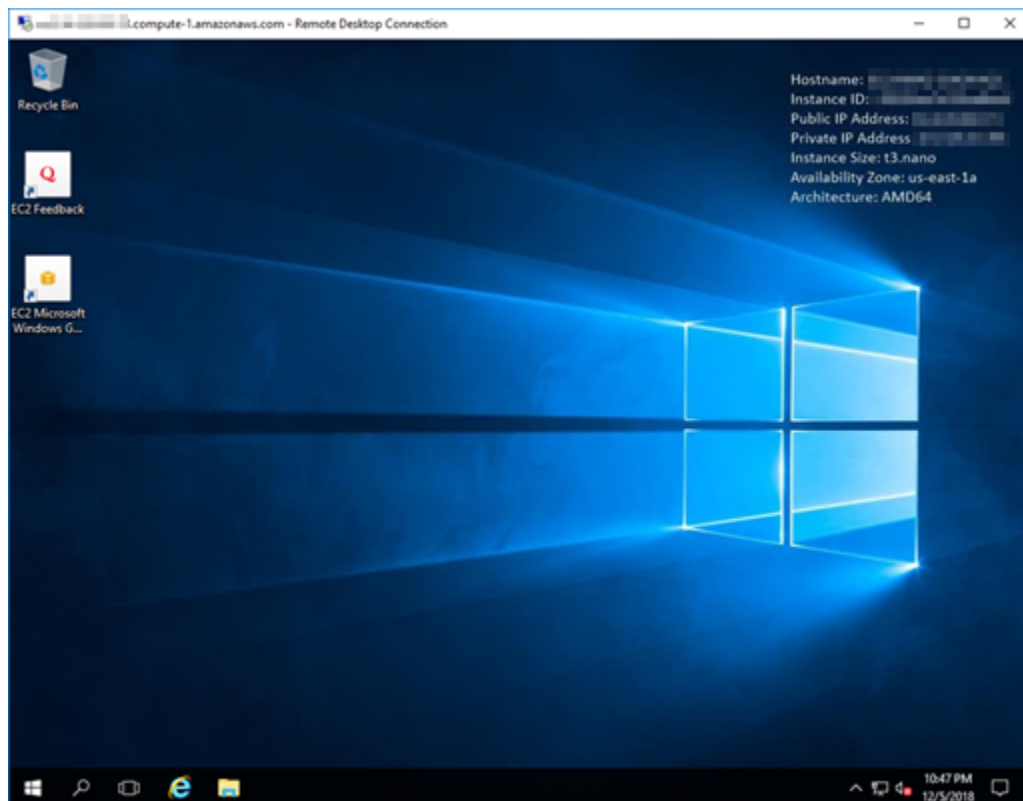 .compute-1.amazonaws.com - Remote Desktop Connection
Recycle Bin
EC2 Feedback
EC2 Microsoft
Windows G...
Hostname:
Instance ID:
Public IP Address:
Private IP Address
Instance Size: t3.nano
Availability Zone: us-east-1a
Architecture: AMD64
10:47 PM
12/5/2018